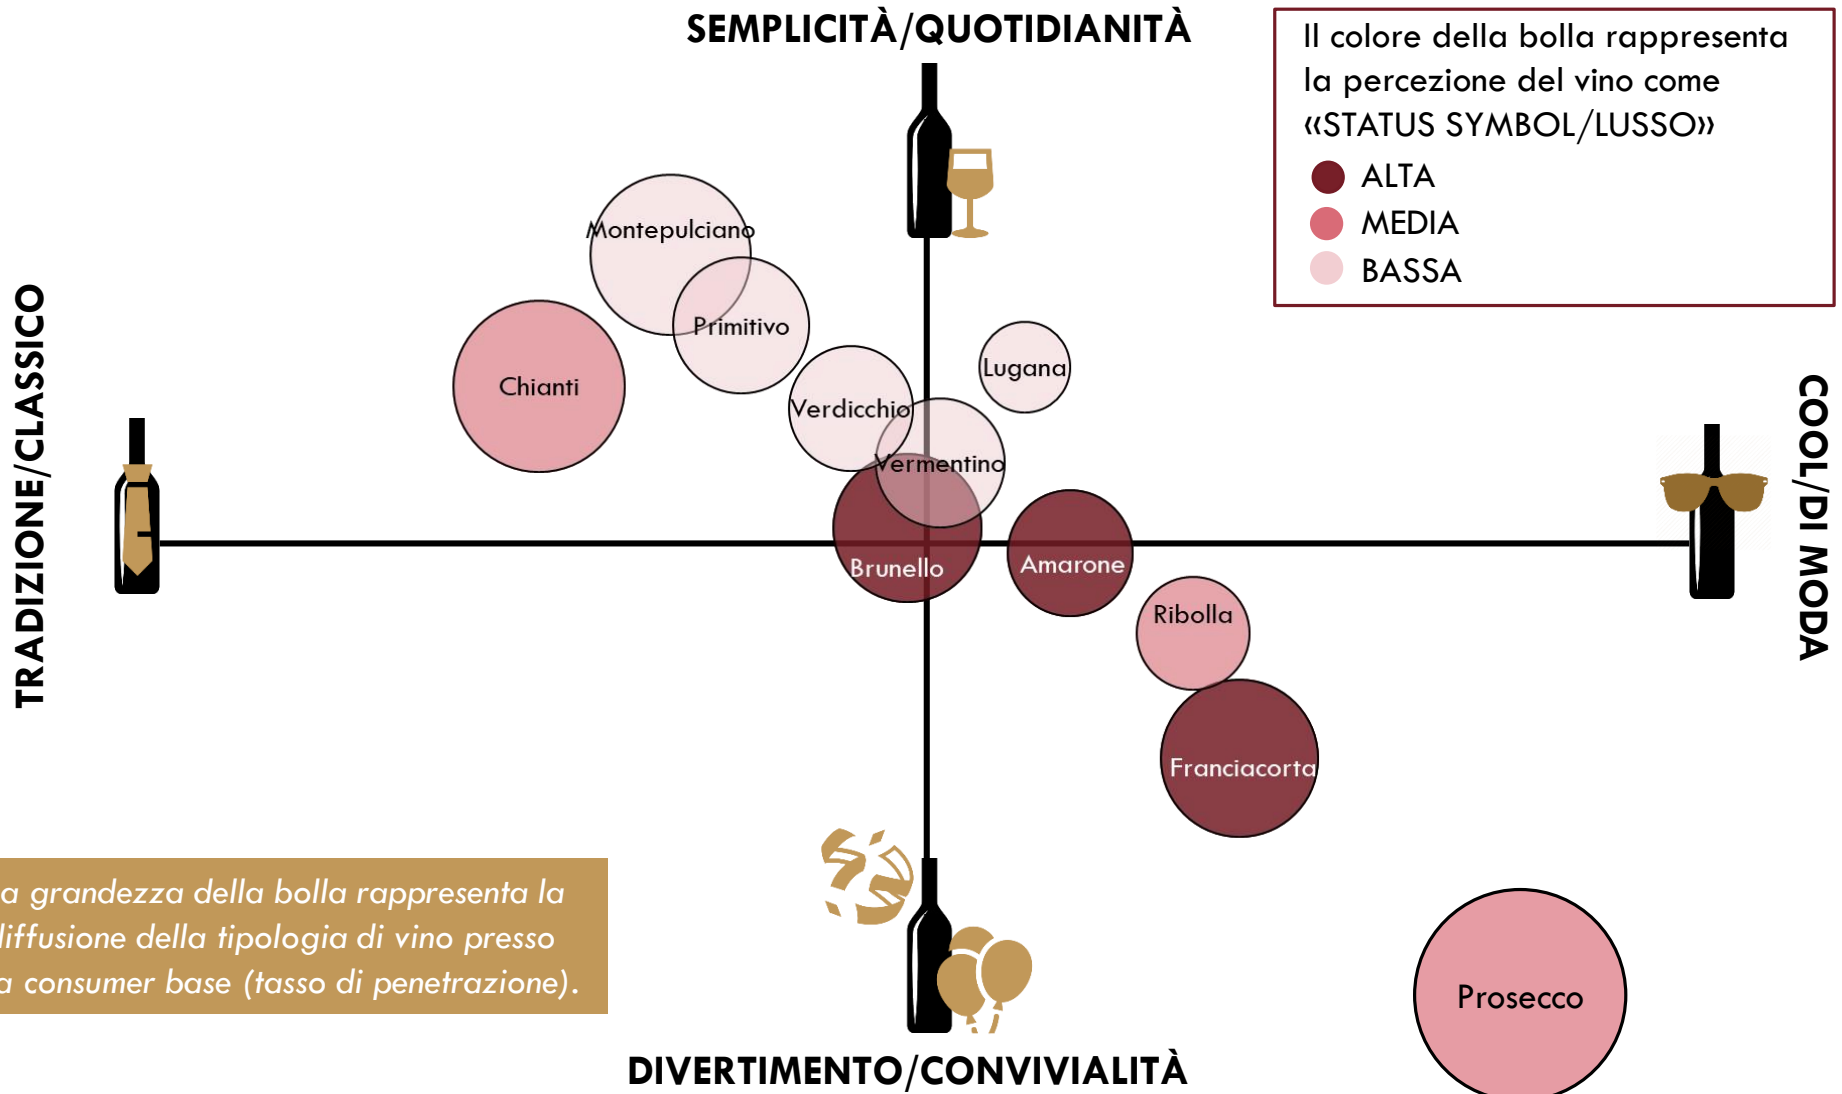 SEMPLICITÀ/QUOTIDIANITÀ
Il colore della bolla rappresenta
la percezione del vino come
«STATUS SYMBOL/LUSSO»
ALTA
MEDIA
BASSA
TRADIZIONE/CLASSICO
COOL/DI MODA
Montepulciano
Primitivo
Chianti
Lugana
Verdicchio
Vermentino
Brunello
Amarone
Ribolla
Franciacorta
a grandezza della bolla rappresenta la
diffusione della tipologia di vino presso
a consumer base (tasso di penetrazione).
Prosecco
DIVERTIMENTO/CONVIVIALITÀ